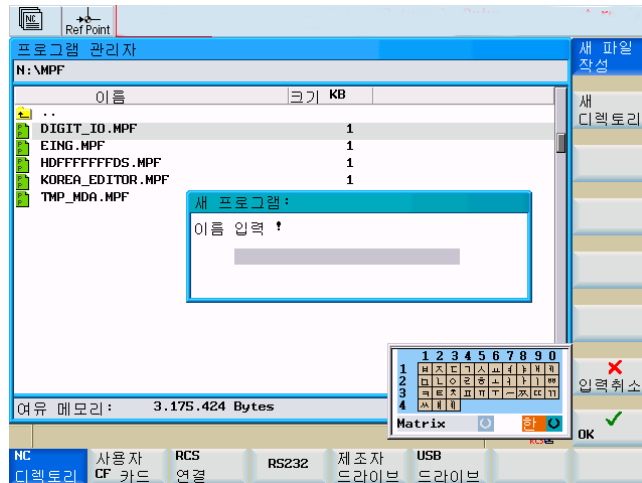 NC
Ref Point
프로그램 관리자
N:\MPF
이름 크기 KB
..
DIGIT_IO.MPF 1
EING.MPF 1
HDFFFFFFFDS.MPF 1
KOREA_EDITOR.MPF 1
TMP_MDA.MPF
새 프로그램:
이름 입력 !
여유 메모리: 3.175.424 Bytes
1 2 3 4 5 6 7 8 9 0
1 ㅂ ㅈ ㄷ ㄱ ㅅ ㅛ ㅕ ㅑ ㅐ ㅔ
2 ㅁ ㄴ ㅇ ㄹ ㅎ ㅗ ㅓ ㅏ ㅣ
3 ㅋ ㅌ ㅊ ㅍ ㅠ ㅜ ㅡ ㅉ ㄸ ㄲ
4 ㅆ ㅒ ㅖ
Matrix 한
새 파일
작성
새
디렉토리
입력취소
OK
NC
디렉토리
사용자
CF 카드
RCS
연결
RS232
제조자
드라이브
USB
드라이브